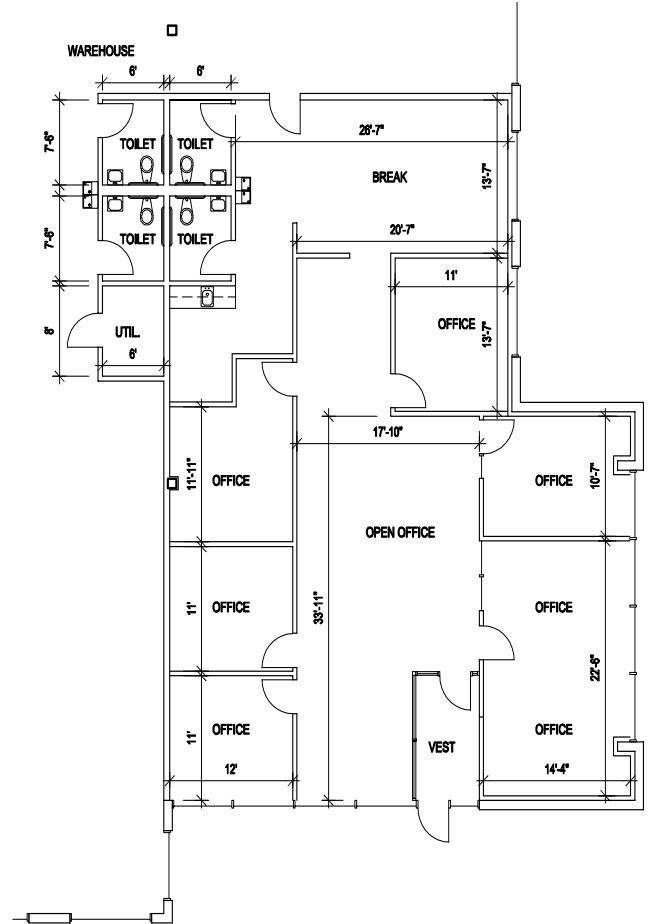 WAREHOUSE
6' 6'
7'-6"
TOILET TOILET
26'-7"
13'-7"
BREAK
7'-6"
TOILET TOILET
20'-7"
11'
8'
UTIL.
6'
OFFICE
13'-7"
17'-10"
11'-11"
OFFICE
OFFICE
10'-7"
OPEN OFFICE
33'-11"
11'
OFFICE
OFFICE
22'-6"
11'
OFFICE
12'
VEST
OFFICE
14'-4"